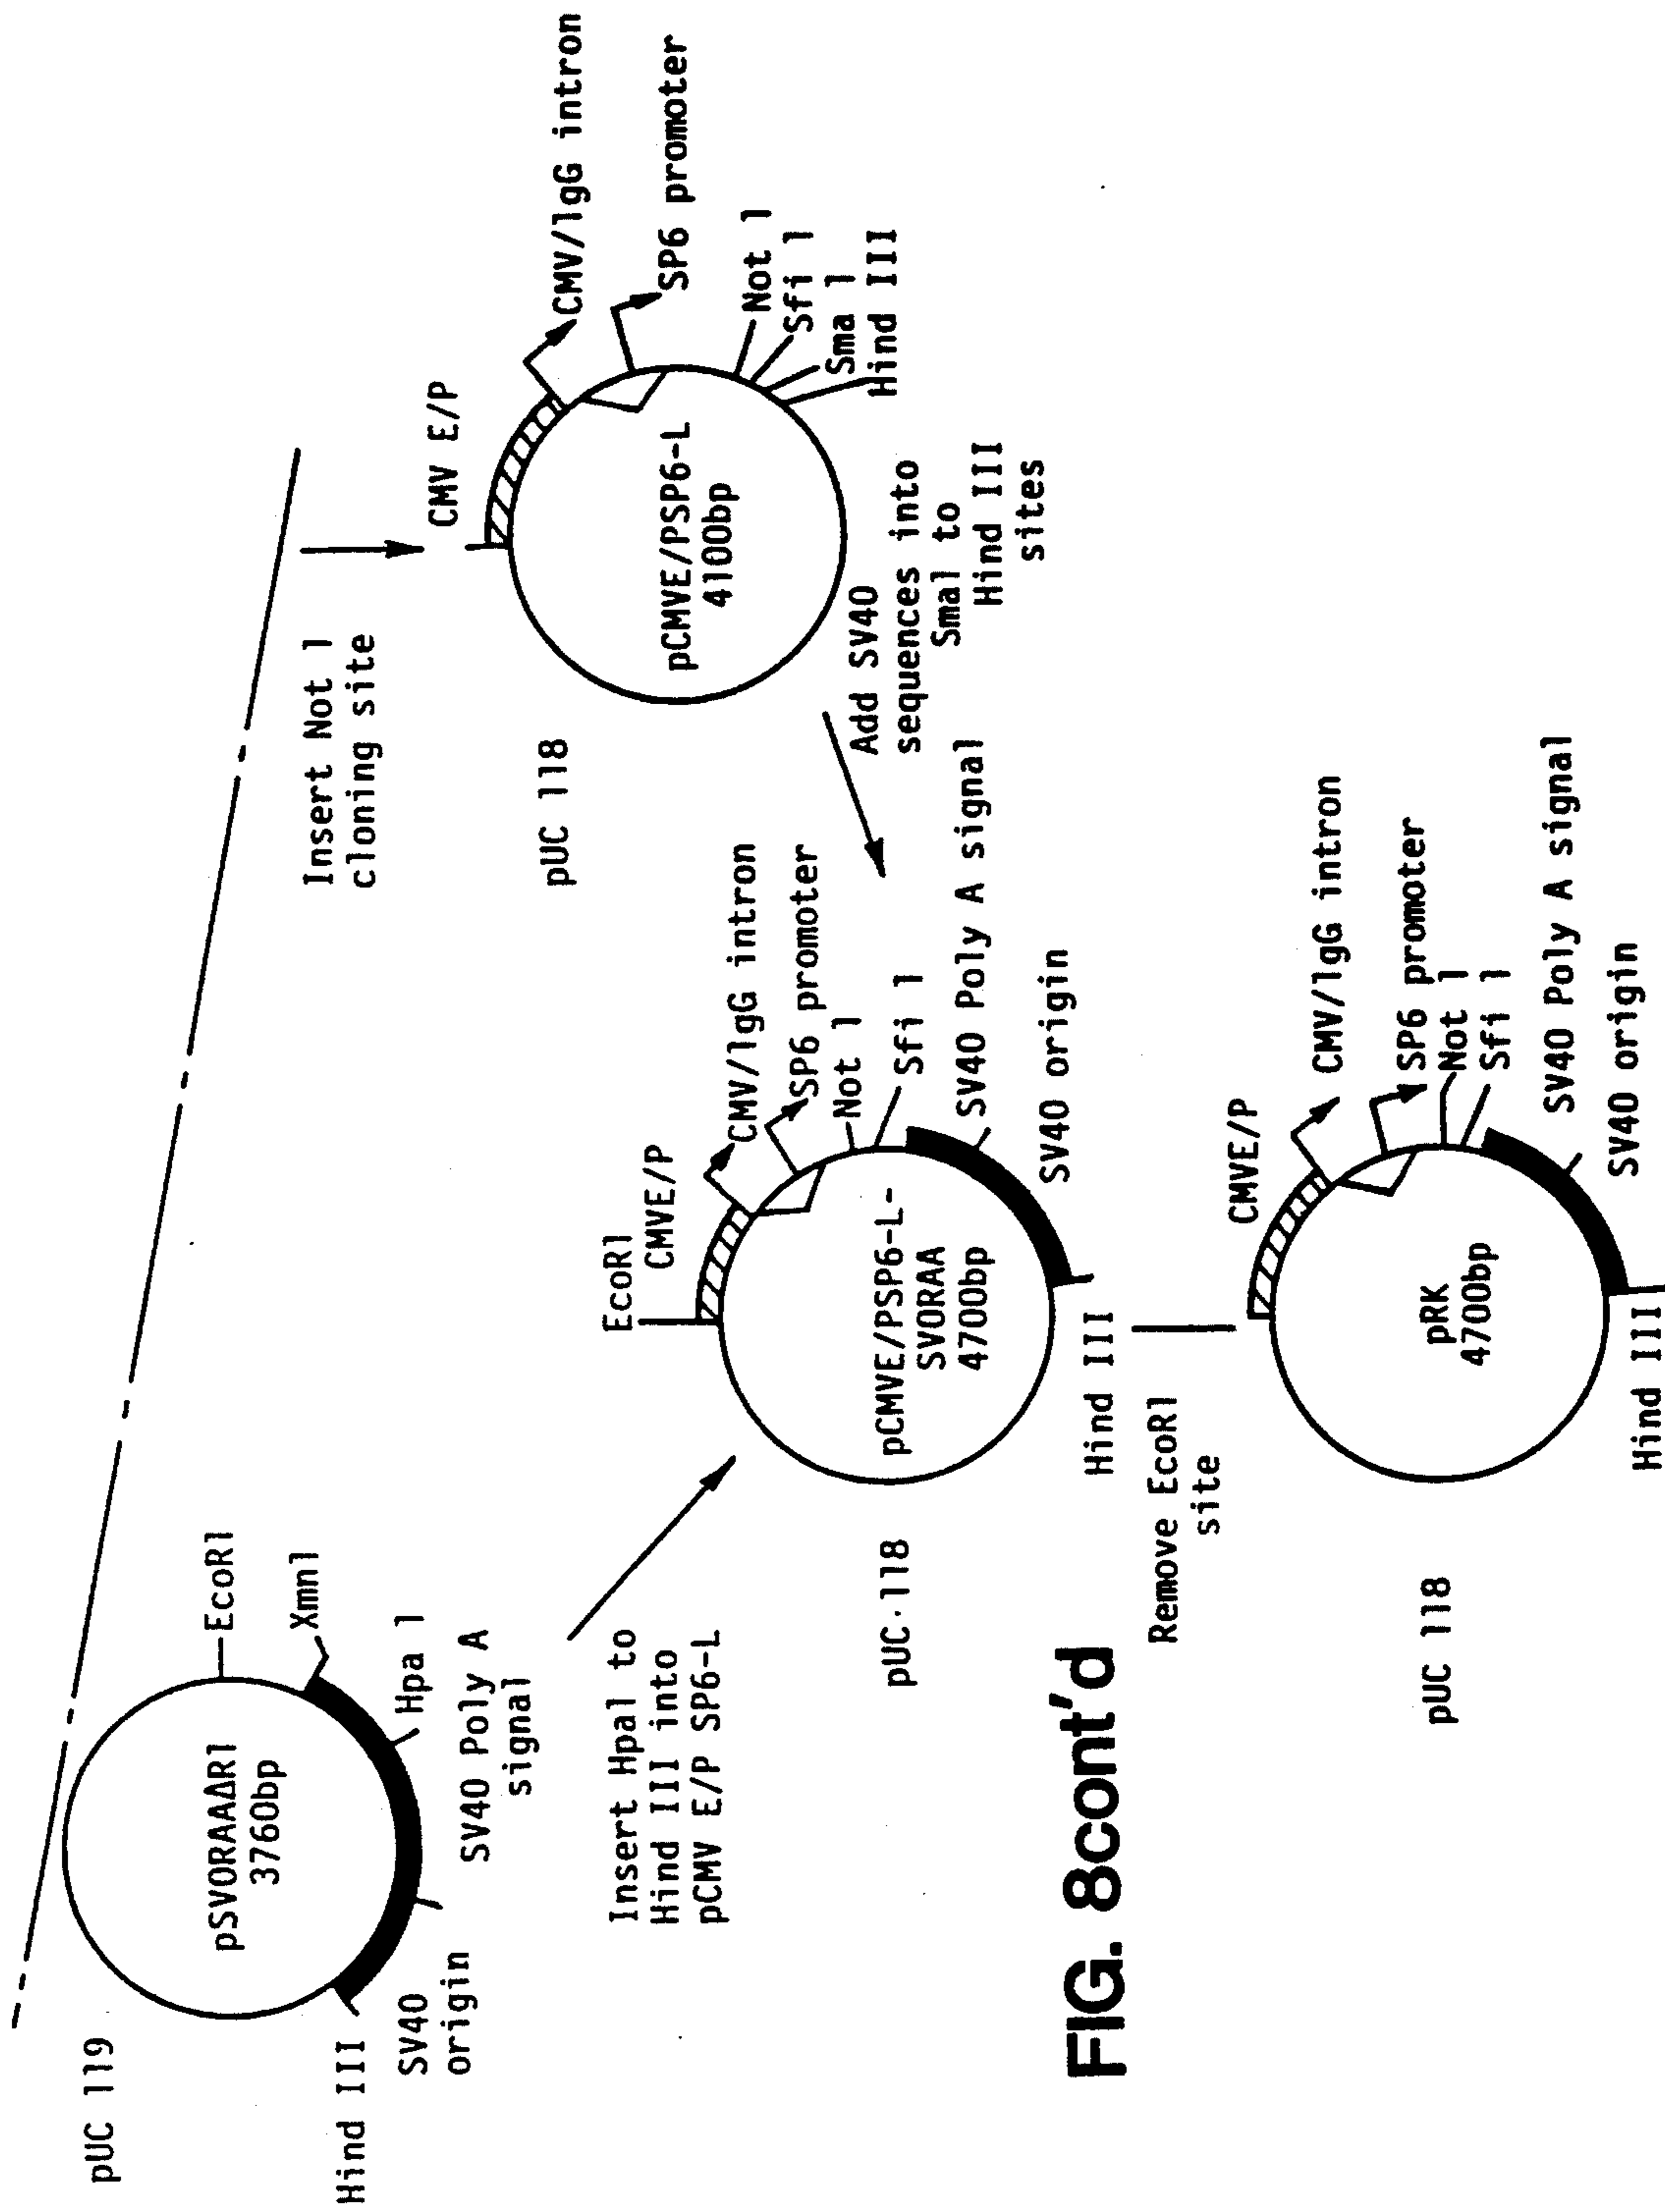 pUC 119
pSVORAAΔR1
3760bp
EcoR1
Xmn1
Hpa 1
SV40 Poly A
signal
SV40
origin
Hind III
Insert Not 1
cloning site
pUC 118
CMV E/P
CMV/1gG intron
SP6 promoter
Not 1
Sfi 1
Sma 1
Hind III
pCMVE/PSP6-L
4100bp
Add SV40
sequences into
Sma1 to
Hind III
sites
Insert Hpa1 to
Hind III into
pCMV E/P SP6-L
pUC.118
EcoR1
CMVE/P
CMV/1gG intron
SP6 promoter
Not 1
Sfi 1
SV40 Poly A signal
SV40 origin
Hind III
pCMVE/PSP6-L-
SVORAA
4700bp
Remove EcoR1
site
pUC 118
CMVE/P
CMV/1gG intron
SP6 promoter
Not 1
Sfi 1
SV40 Poly A signal
SV40 origin
Hind III
pRK
4700bp
FIG. 8cont'd